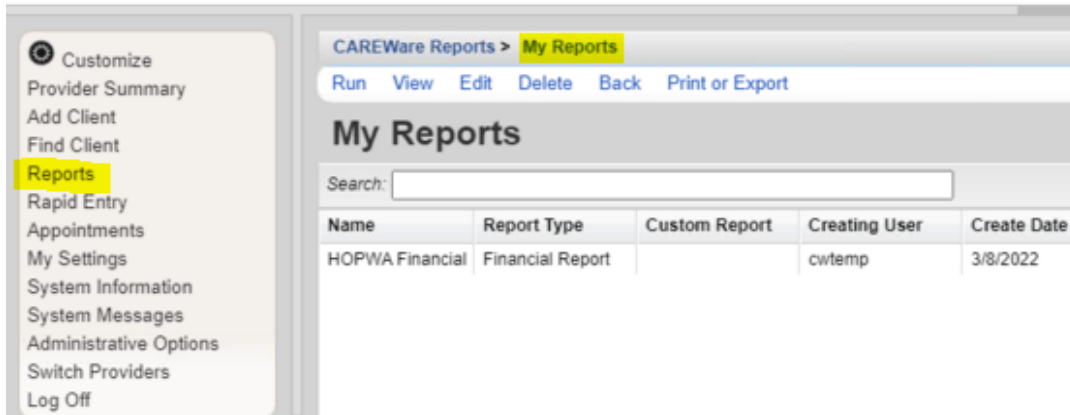 Customize
Provider Summary
Add Client
Find Client
Reports
Rapid Entry
Appointments
My Settings
System Information
System Messages
Administrative Options
Switch Providers
Log Off
CAREWare Reports > My Reports
Run View Edit Delete Back Print or Export
My Reports
Search:
Name Report Type Custom Report Creating User Create Date
HOPWA Financial Financial Report cwtemp 3/8/2022